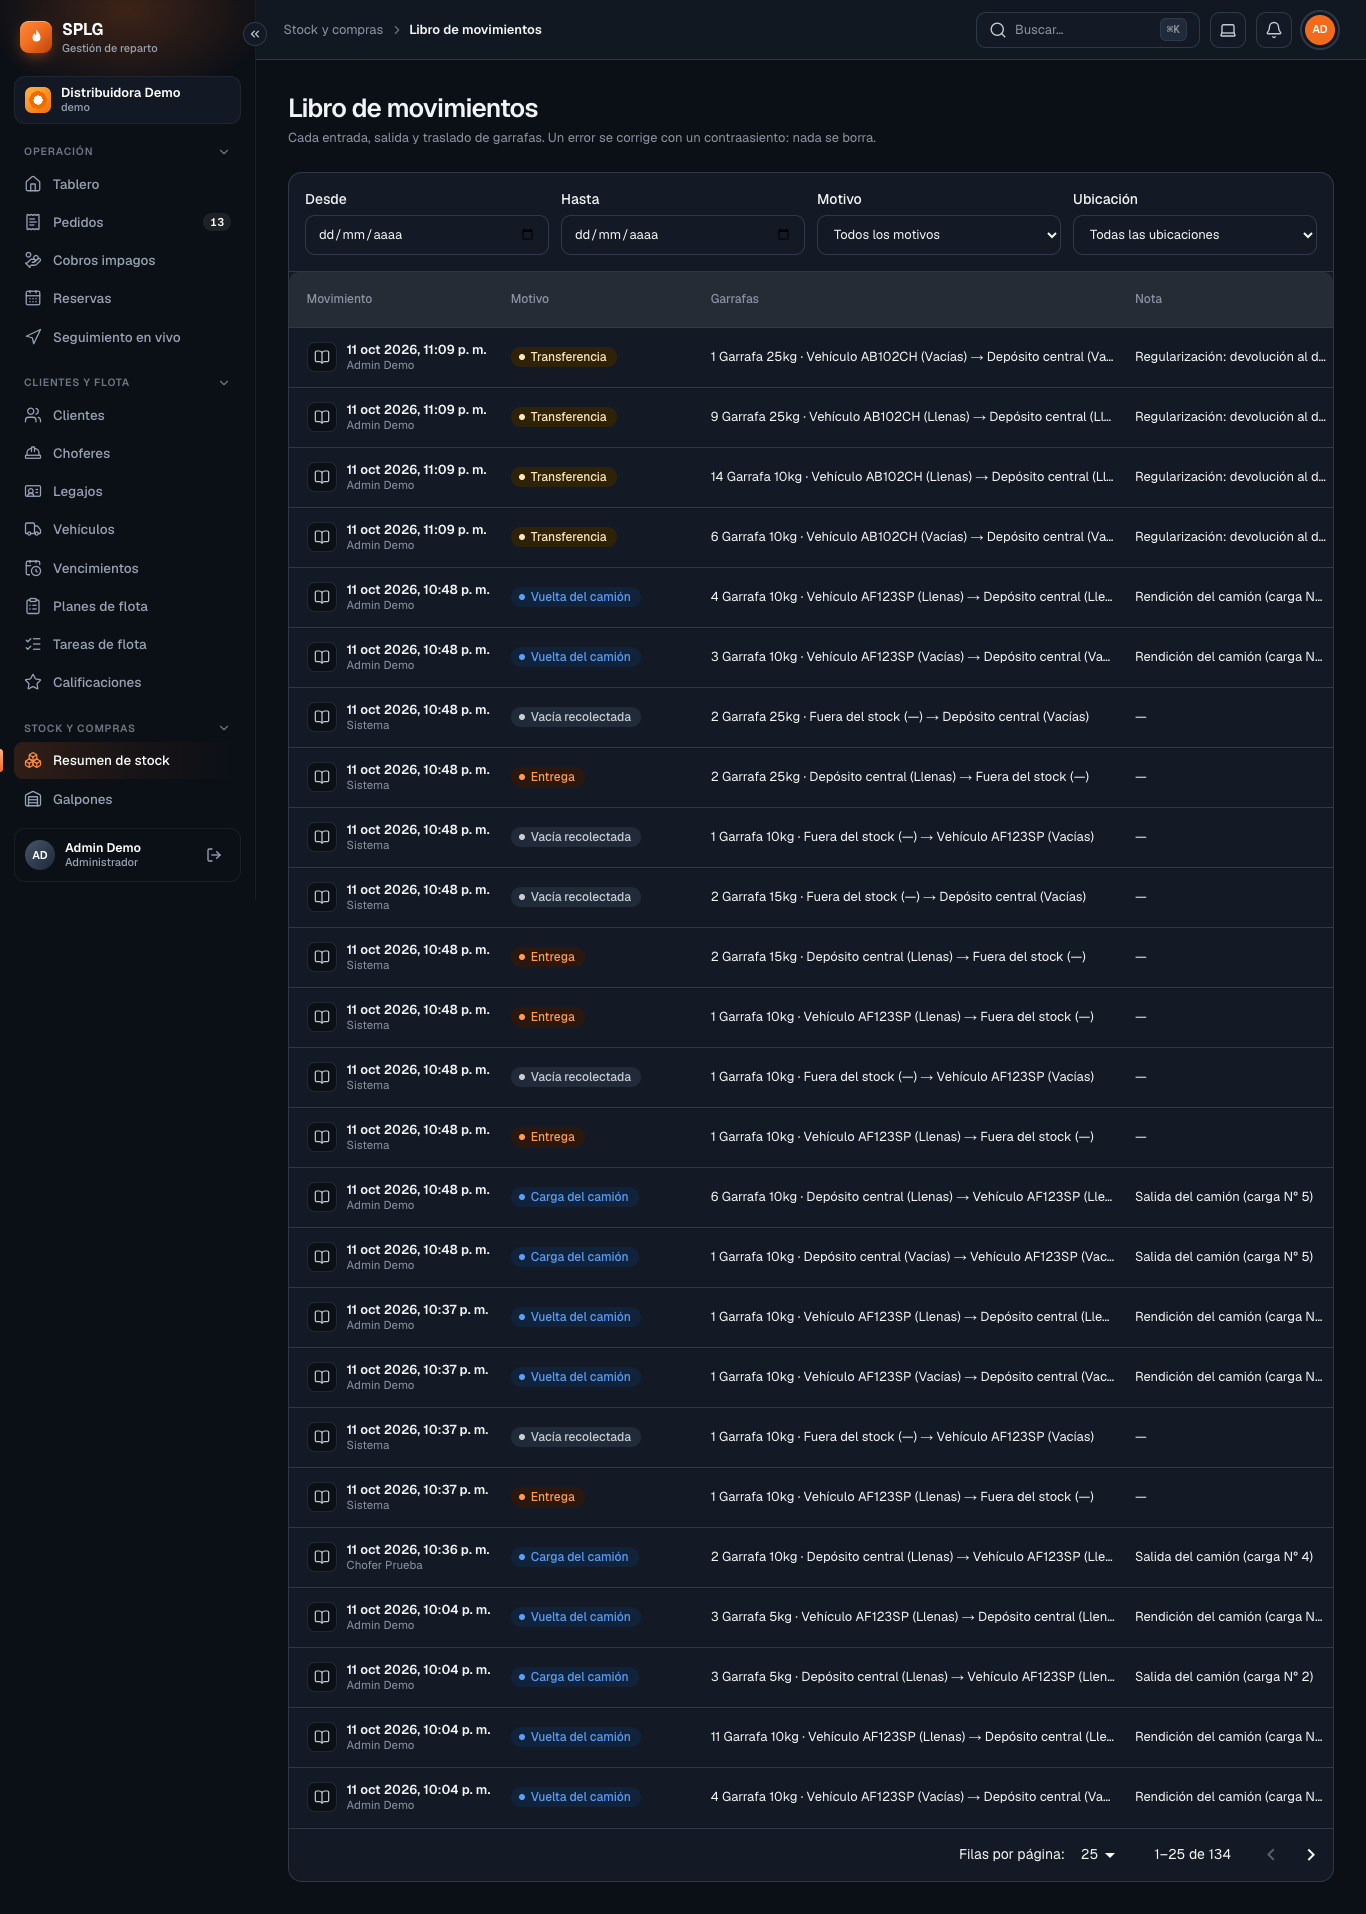 SPLG
Gestión de reparto
Distribuidora Demo
demo
OPERACIÓN
Tablero
Pedidos 13
Cobros impagos
Reservas
Seguimiento en vivo
CLIENTES Y FLOTA
Clientes
Choferes
Legajos
Vehículos
Vencimientos
Planes de flota
Tareas de flota
Calificaciones
STOCK Y COMPRAS
Resumen de stock
Galpones
AD Admin Demo
Administrador
Stock y compras > Libro de movimientos
Buscar... ⌘K
AD
Libro de movimientos
Cada entrada, salida y traslado de garrafas. Un error se corrige con un contraasiento: nada se borra.
Desde Hasta Motivo Ubicación
dd/mm/aaaa dd/mm/aaaa Todos los motivos Todas las ubicaciones
Movimiento Motivo Garrafas Nota
11 oct 2026, 11:09 p. m. Transferencia 1 Garrafa 25kg · Vehículo AB102CH (Vacías) → Depósito central (Va... Regularización: devolución al d...
Admin Demo
11 oct 2026, 11:09 p. m. Transferencia 9 Garrafa 25kg · Vehículo AB102CH (Llenas) → Depósito central (Ll... Regularización: devolución al d...
Admin Demo
11 oct 2026, 11:09 p. m. Transferencia 14 Garrafa 10kg · Vehículo AB102CH (Llenas) → Depósito central (Ll... Regularización: devolución al d...
Admin Demo
11 oct 2026, 11:09 p. m. Transferencia 6 Garrafa 10kg · Vehículo AB102CH (Vacías) → Depósito central (Va... Regularización: devolución al d...
Admin Demo
11 oct 2026, 10:48 p. m. Vuelta del camión 4 Garrafa 10kg · Vehículo AF123SP (Llenas) → Depósito central (Lle... Rendición del camión (carga N...
Admin Demo
11 oct 2026, 10:48 p. m. Vuelta del camión 3 Garrafa 10kg · Vehículo AF123SP (Vacías) → Depósito central (Va... Rendición del camión (carga N...
Admin Demo
11 oct 2026, 10:48 p. m. Vacía recolectada 2 Garrafa 25kg · Fuera del stock (—) → Depósito central (Vacías) —
Sistema
11 oct 2026, 10:48 p. m. Entrega 2 Garrafa 25kg · Depósito central (Llenas) → Fuera del stock (—) —
Sistema
11 oct 2026, 10:48 p. m. Vacía recolectada 1 Garrafa 10kg · Fuera del stock (—) → Vehículo AF123SP (Vacías) —
Sistema
11 oct 2026, 10:48 p. m. Vacía recolectada 2 Garrafa 15kg · Fuera del stock (—) → Depósito central (Vacías) —
Sistema
11 oct 2026, 10:48 p. m. Entrega 2 Garrafa 15kg · Depósito central (Llenas) → Fuera del stock (—) —
Sistema
11 oct 2026, 10:48 p. m. Entrega 1 Garrafa 10kg · Vehículo AF123SP (Llenas) → Fuera del stock (—) —
Sistema
11 oct 2026, 10:48 p. m. Vacía recolectada 1 Garrafa 10kg · Fuera del stock (—) → Vehículo AF123SP (Vacías) —
Sistema
11 oct 2026, 10:48 p. m. Entrega 1 Garrafa 10kg · Vehículo AF123SP (Llenas) → Fuera del stock (—) —
Sistema
11 oct 2026, 10:48 p. m. Carga del camión 6 Garrafa 10kg · Depósito central (Llenas) → Vehículo AF123SP (Lle... Salida del camión (carga N° 5)
Admin Demo
11 oct 2026, 10:48 p. m. Carga del camión 1 Garrafa 10kg · Depósito central (Vacías) → Vehículo AF123SP (Vac... Salida del camión (carga N° 5)
Admin Demo
11 oct 2026, 10:37 p. m. Vuelta del camión 1 Garrafa 10kg · Vehículo AF123SP (Llenas) → Depósito central (Lle... Rendición del camión (carga N...
Admin Demo
11 oct 2026, 10:37 p. m. Vuelta del camión 1 Garrafa 10kg · Vehículo AF123SP (Vacías) → Depósito central (Vac... Rendición del camión (carga N...
Admin Demo
11 oct 2026, 10:37 p. m. Vacía recolectada 1 Garrafa 10kg · Fuera del stock (—) → Vehículo AF123SP (Vacías) —
Sistema
11 oct 2026, 10:37 p. m. Entrega 1 Garrafa 10kg · Vehículo AF123SP (Llenas) → Fuera del stock (—) —
Sistema
11 oct 2026, 10:36 p. m. Carga del camión 2 Garrafa 10kg · Depósito central (Llenas) → Vehículo AF123SP (Lle... Salida del camión (carga N° 4)
Chofer Prueba
11 oct 2026, 10:04 p. m. Vuelta del camión 3 Garrafa 5kg · Vehículo AF123SP (Llenas) → Depósito central (Llen... Rendición del camión (carga N...
Admin Demo
11 oct 2026, 10:04 p. m. Carga del camión 3 Garrafa 5kg · Depósito central (Llenas) → Vehículo AF123SP (Llen... Salida del camión (carga N° 2)
Admin Demo
11 oct 2026, 10:04 p. m. Vuelta del camión 11 Garrafa 10kg · Vehículo AF123SP (Llenas) → Depósito central (Lle... Rendición del camión (carga N...
Admin Demo
11 oct 2026, 10:04 p. m. Vuelta del camión 4 Garrafa 10kg · Vehículo AF123SP (Vacías) → Depósito central (Va... Rendición del camión (carga N...
Admin Demo
Filas por página: 25 1–25 de 134